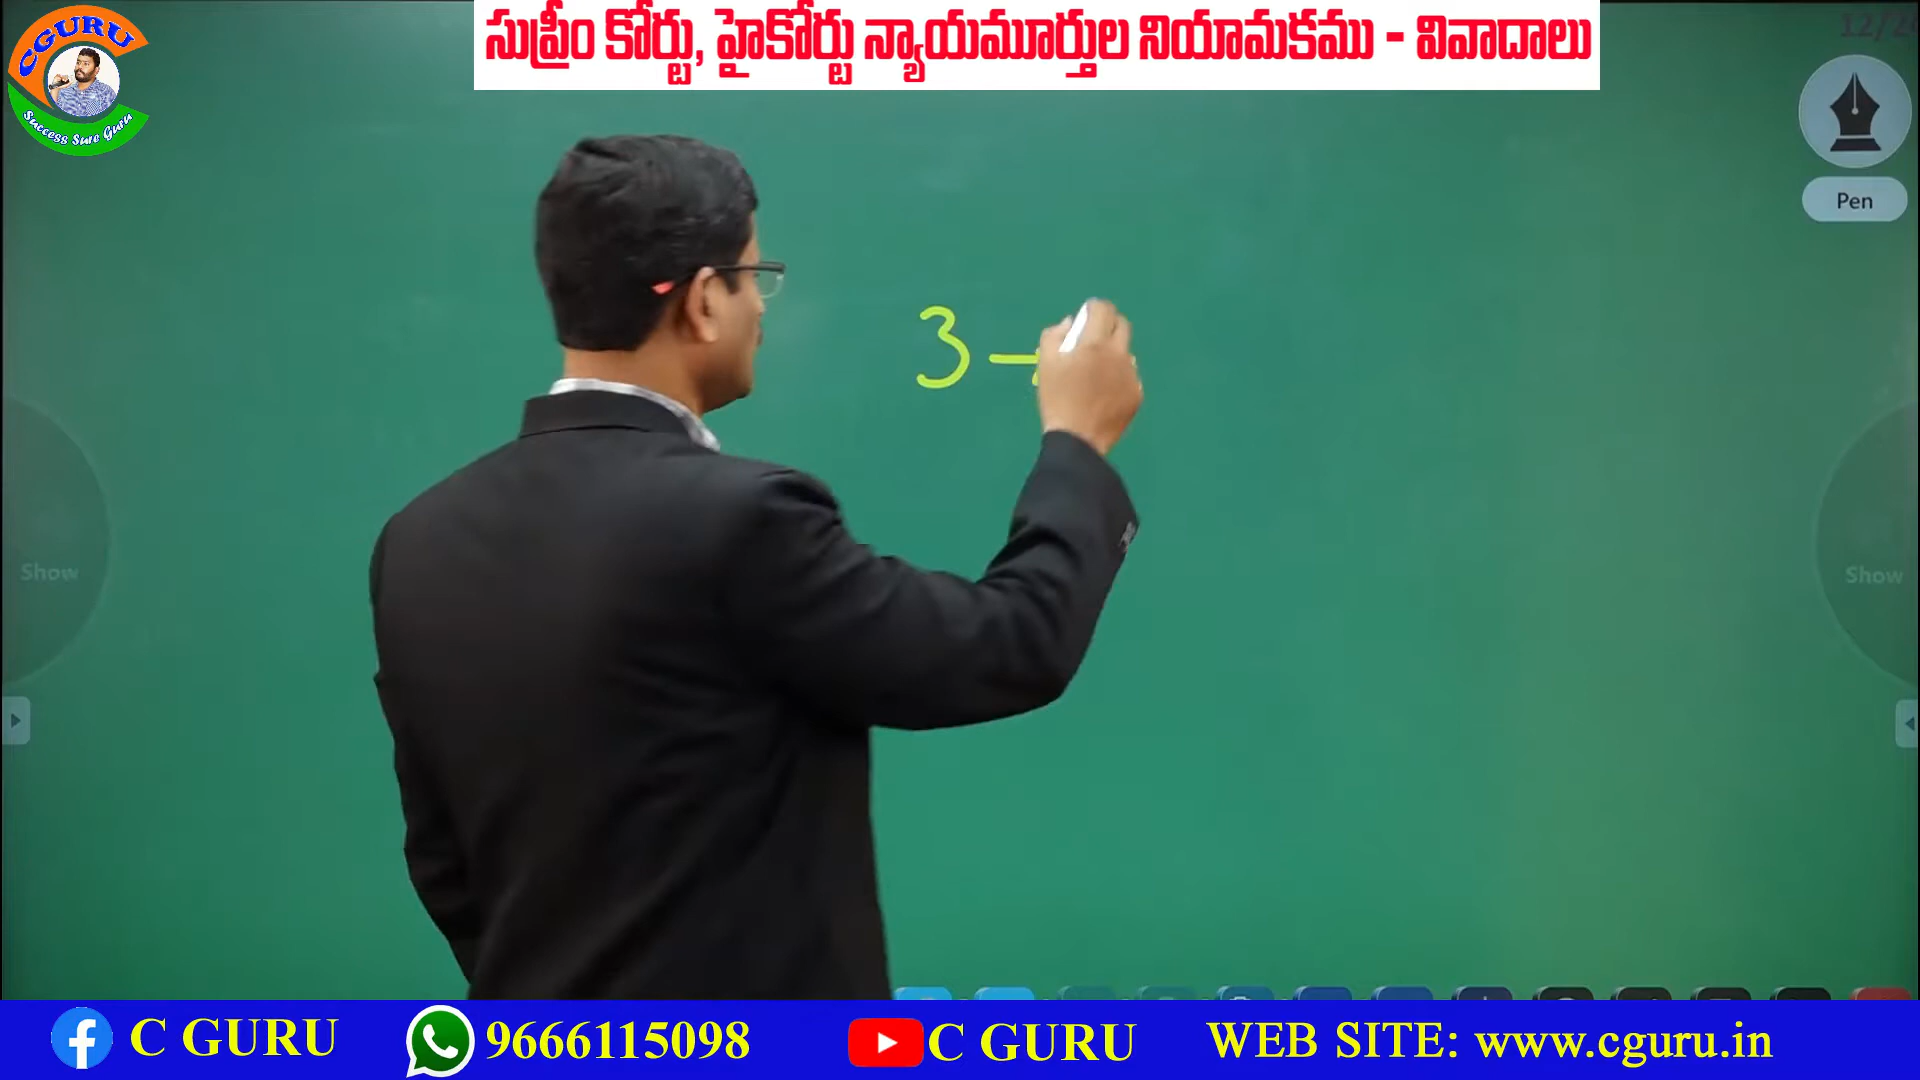 సుప్రీం కోర్టు, హైకోర్టు న్యాయమూర్తుల నియామకము - వివాదాలు
CGURU
Success Sure Guru
Pen
3 -
Show
Show
C GURU
9666115098
C GURU
WEB SITE: www.cguru.in